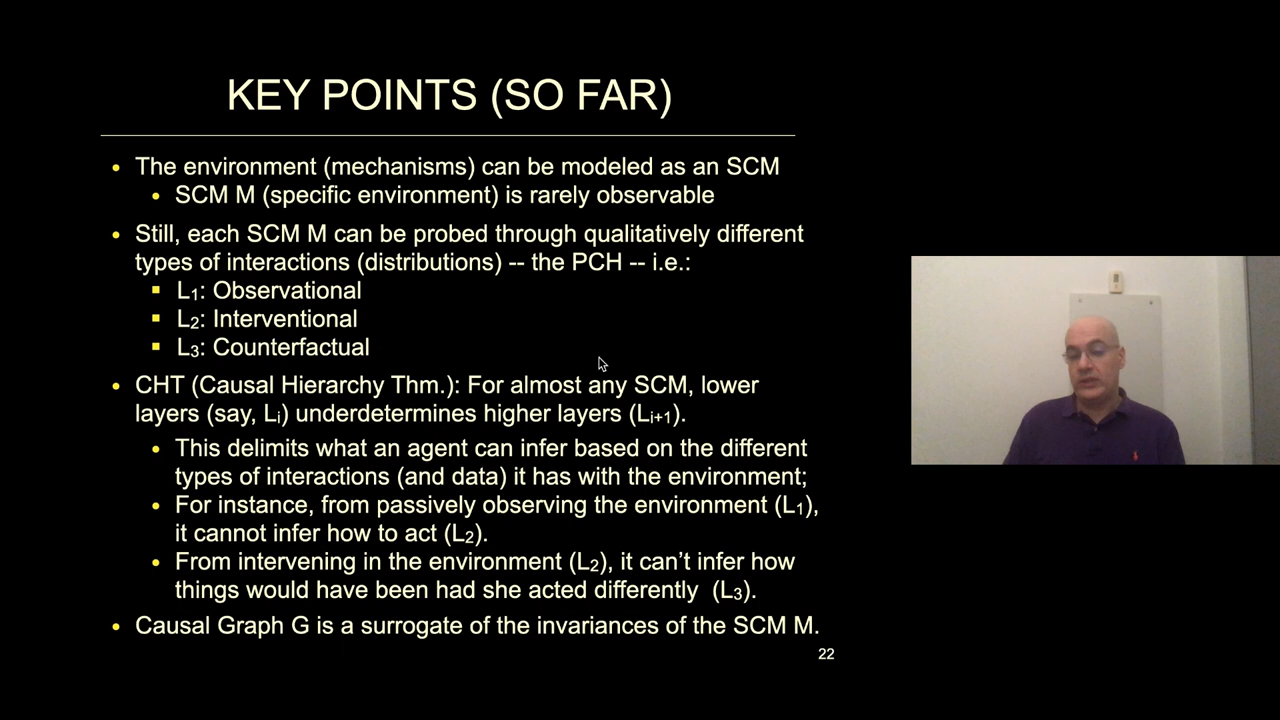 KEY POINTS (SO FAR)
• The environment (mechanisms) can be modeled as an SCM
• SCM M (specific environment) is rarely observable
• Still, each SCM M can be probed through qualitatively different
types of interactions (distributions) -- the PCH -- i.e.:
▪ L₁: Observational
▪ L₂: Interventional
▪ L₃: Counterfactual
• CHT (Causal Hierarchy Thm.): For almost any SCM, lower
layers (say, Lᵢ) underdetermines higher layers (Lᵢ₊₁).
• This delimits what an agent can infer based on the different
types of interactions (and data) it has with the environment;
• For instance, from passively observing the environment (L₁),
it cannot infer how to act (L₂).
• From intervening in the environment (L₂), it can’t infer how
things would have been had she acted differently (L₃).
• Causal Graph G is a surrogate of the invariances of the SCM M.
22